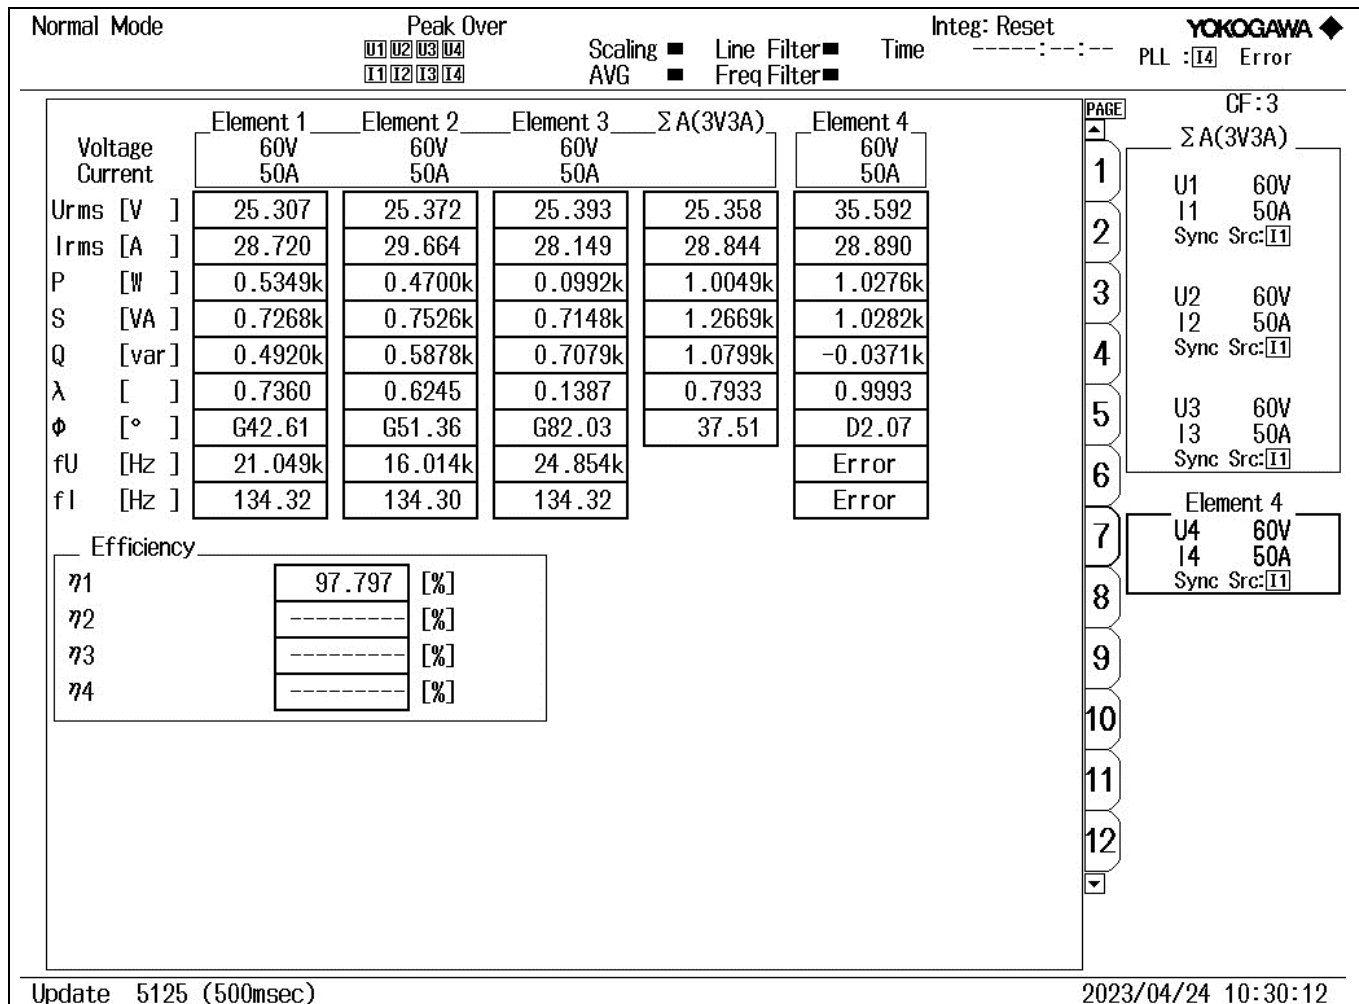 Normal Mode Peak Over Integ: Reset YOKOGAWA
U1 U2 U3 U4 Scaling Line Filter Time -----:--:-- PLL :I4 Error
I1 I2 I3 I4 AVG Freq Filter
PAGE CF:3
Element 1 Element 2 Element 3 ΣA(3V3A) Element 4 ΣA(3V3A)
Voltage 60V 60V 60V 60V
Current 50A 50A 50A 50A
Urms [V ] 25.307 25.372 25.393 25.358 35.592
Irms [A ] 28.720 29.664 28.149 28.844 28.890
P [W ] 0.5349k 0.4700k 0.0992k 1.0049k 1.0276k
S [VA ] 0.7268k 0.7526k 0.7148k 1.2669k 1.0282k
Q [var] 0.4920k 0.5878k 0.7079k 1.0799k -0.0371k
λ [ ] 0.7360 0.6245 0.1387 0.7933 0.9993
Φ [° ] G42.61 G51.36 G82.03 37.51 D2.07
fU [Hz ] 21.049k 16.014k 24.854k Error
fI [Hz ] 134.32 134.30 134.32 Error
Efficiency
η1 97.797 [%]
η2 --------- [%]
η3 --------- [%]
η4 --------- [%]
1
2
3
4
5
6
7
8
9
10
11
12
U1 60V
I1 50A
Sync Src:I1
U2 60V
I2 50A
Sync Src:I1
U3 60V
I3 50A
Sync Src:I1
Element 4
U4 60V
I4 50A
Sync Src:I1
Update 5125 (500msec) 2023/04/24 10:30:12